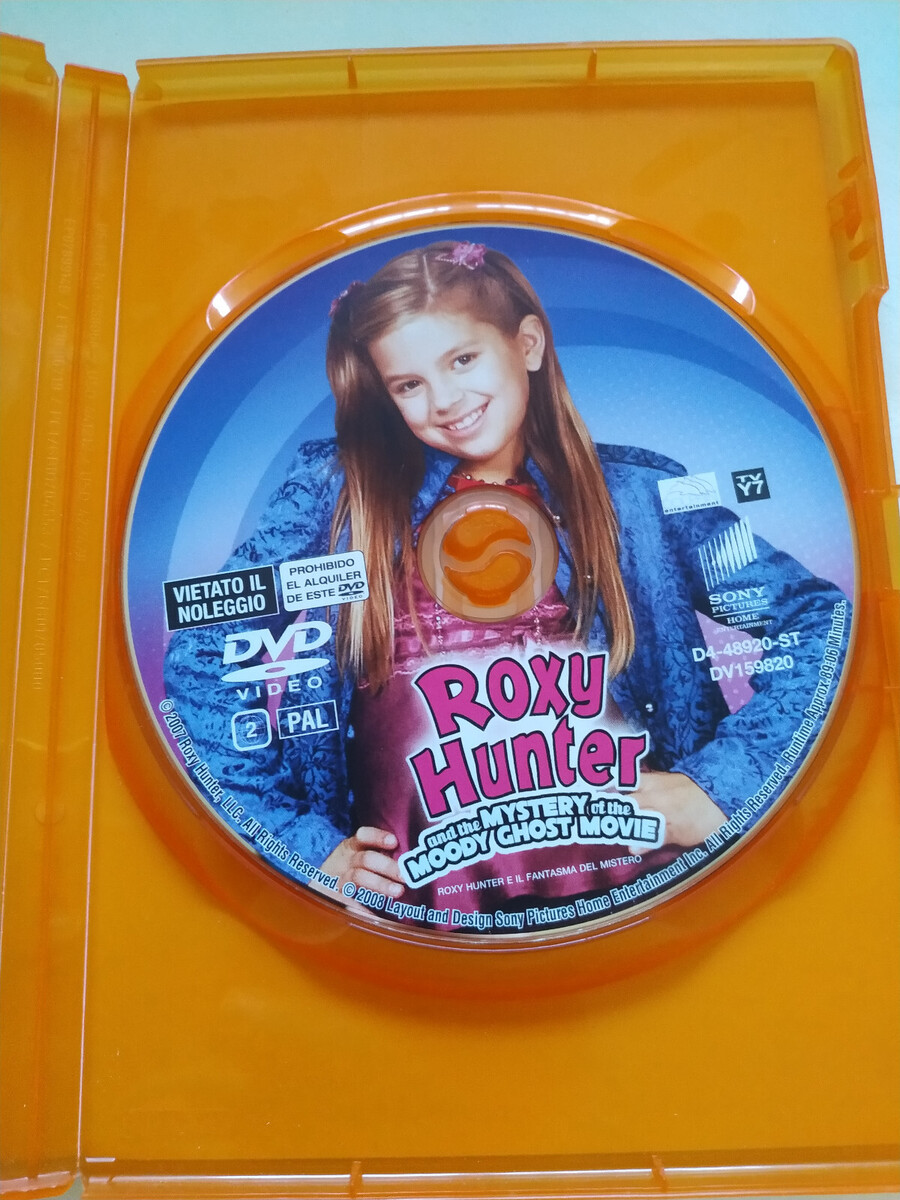 entertainment
TV
Y7
SONY
PICTURES
HOME
ENTERTAINMENT
D4-48920-ST
DV159820
VIETATO IL
NOLEGGIO
PROHIBIDO
EL ALQUILER
DE ESTE DVD
VIDEO
DVD
VIDEO
2 PAL
ROXY
HUNTER
and the MYSTERY of the
MOODY GHOST MOVIE
ROXY HUNTER E IL FANTASMA DEL MISTERO
© 2007 Roxy Hunter, LLC. All Rights Reserved. © 2008 Layout and Design Sony Pictures Home Entertainment Inc. All Rights Reserved. Runtime Approx.89:06 Minutes.